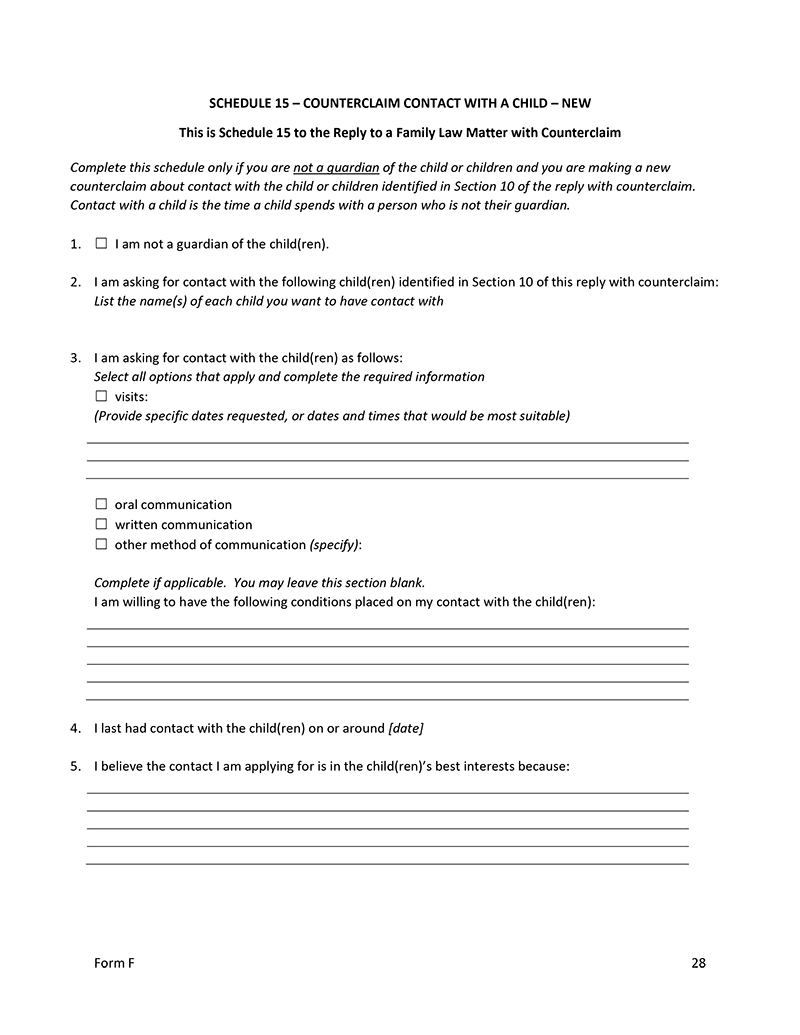 SCHEDULE 15 – COUNTERCLAIM CONTACT WITH A CHILD – NEW
This is Schedule 15 to the Reply to a Family Law Matter with Counterclaim
Complete this schedule only if you are not a guardian of the child or children and you are making a new
counterclaim about contact with the child or children identified in Section 10 of the reply with counterclaim.
Contact with a child is the time a child spends with a person who is not their guardian.
1. ☐ I am not a guardian of the child(ren).
2. I am asking for contact with the following child(ren) identified in Section 10 of this reply with counterclaim:
List the name(s) of each child you want to have contact with
3. I am asking for contact with the child(ren) as follows:
Select all options that apply and complete the required information
☐ visits:
(Provide specific dates requested, or dates and times that would be most suitable)
☐ oral communication
☐ written communication
☐ other method of communication (specify):
Complete if applicable. You may leave this section blank.
I am willing to have the following conditions placed on my contact with the child(ren):
4. I last had contact with the child(ren) on or around [date]
5. I believe the contact I am applying for is in the child(ren)’s best interests because:
Form F 28